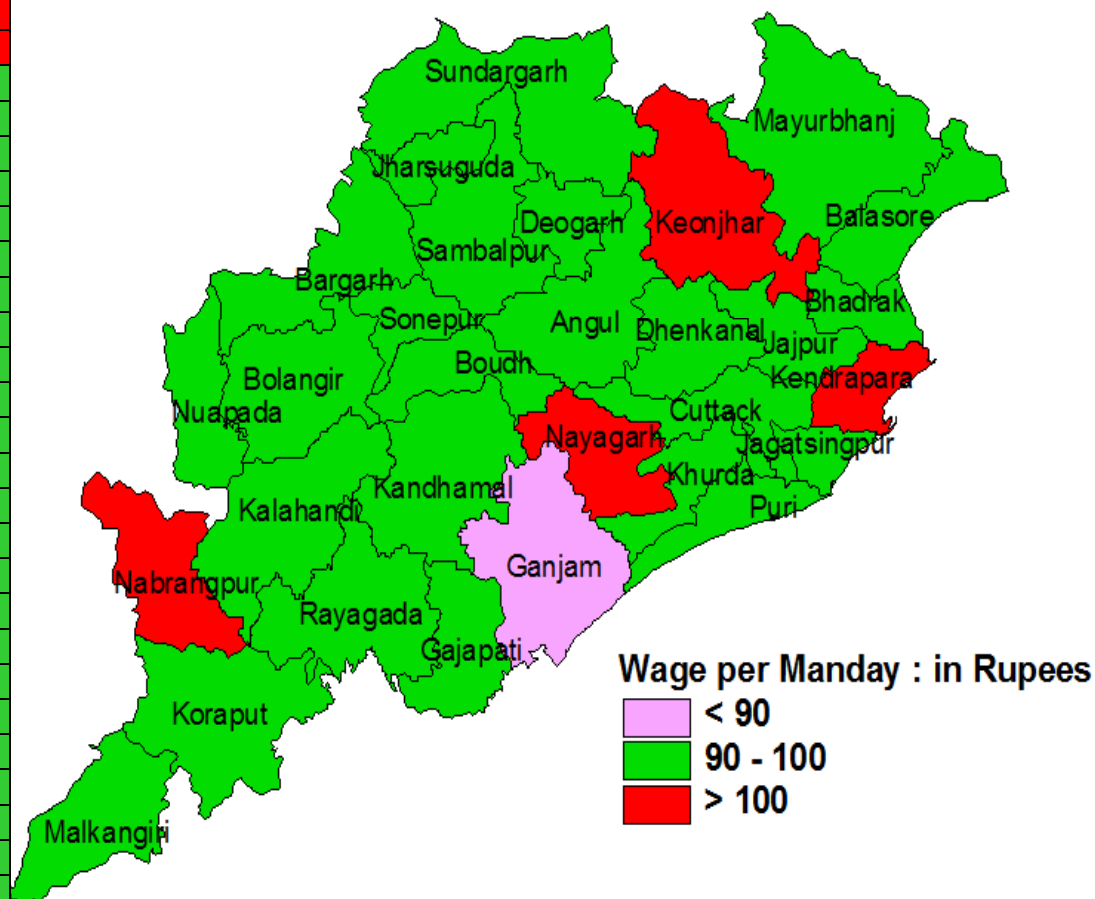 Sundargarh
Mayurbhanj
Jharsuguda
Deogarh
Keonjhar
Balasore
Sambalpur
Bargarh
Bhadrak
Sonepur
Angul
Dhenkanal
Jajpur
Boudh
Bolangir
Kendrapara
Nuapada
Cuttack
Nayagarh
Jagatsingpur
Khurda
Kandhamal
Kalahandi
Puri
Ganjam
Nabrangpur
Rayagada
Gajapati
Koraput
Malkangiri
Wage per Manday : in Rupees
< 90
90 - 100
> 100